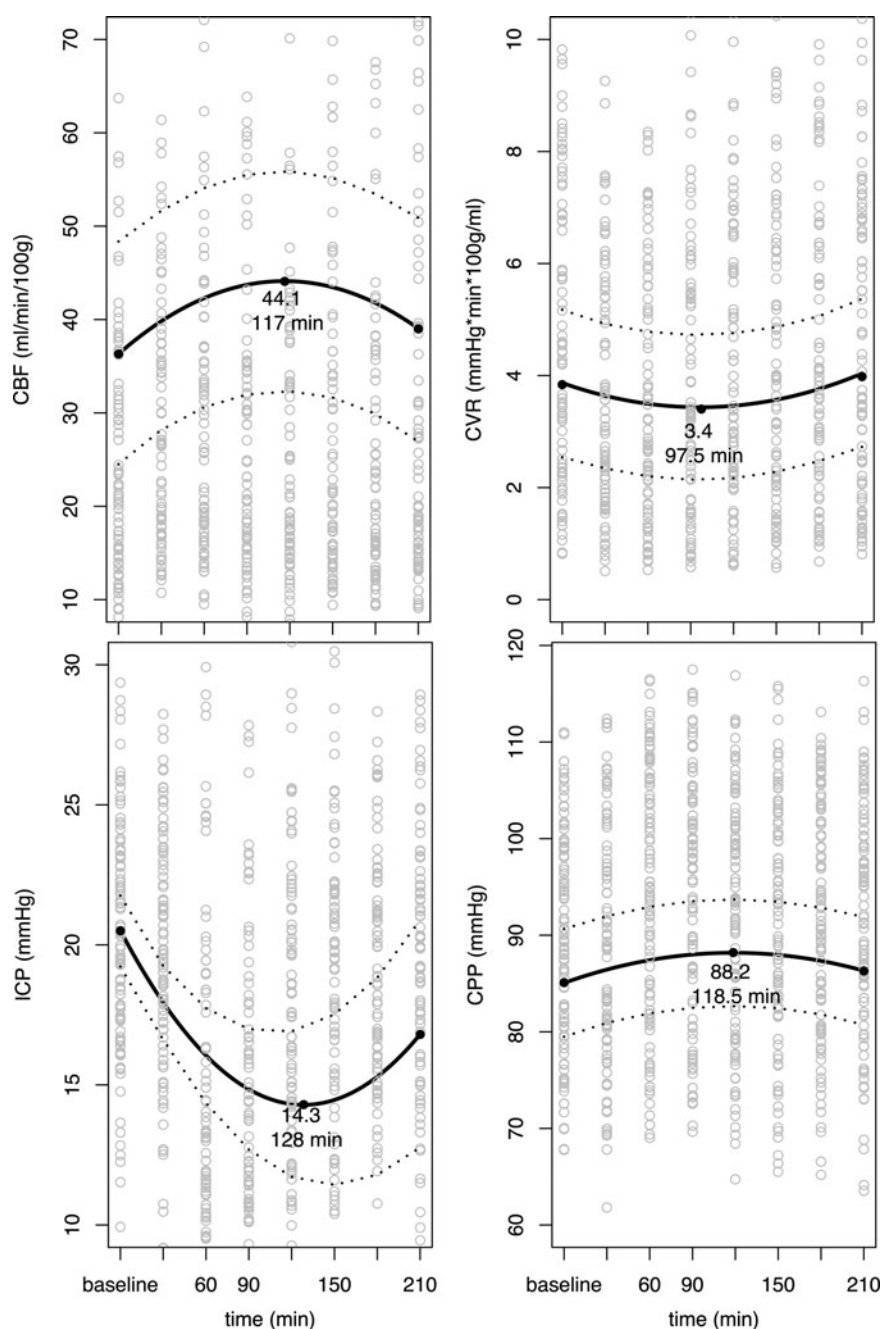 70
60
50
40
30
20
10
CBF (ml/min/100g)
44.1
117 min
10
8
6
4
2
0
CVR (mmHg*min*100g/ml)
3.4
97.5 min
30
25
20
15
10
ICP (mmHg)
14.3
128 min
baseline 60 90 150 210
time (min)
120
110
100
90
80
70
60
CPP (mmHg)
88.2
118.5 min
baseline 60 90 150 210
time (min)